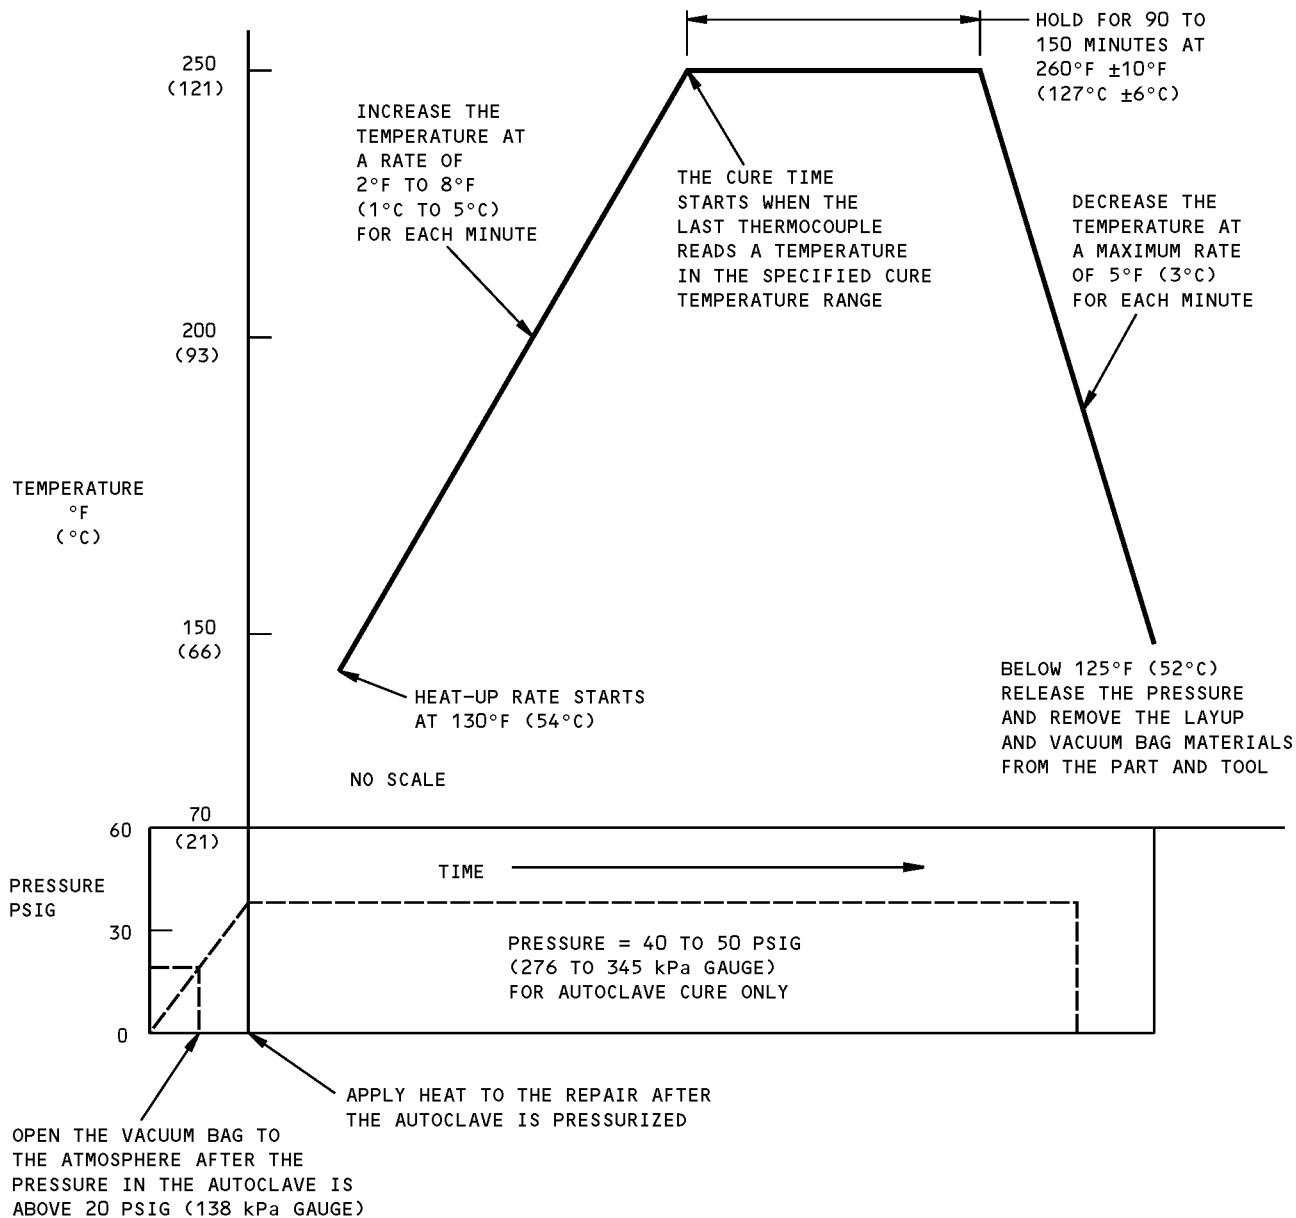 HOLD FOR 90 TO
150 MINUTES AT
260°F ±10°F
(127°C ±6°C)
250
(121)
INCREASE THE
TEMPERATURE AT
A RATE OF
2°F TO 8°F
(1°C TO 5°C)
FOR EACH MINUTE
THE CURE TIME
STARTS WHEN THE
LAST THERMOCOUPLE
READS A TEMPERATURE
IN THE SPECIFIED CURE
TEMPERATURE RANGE
DECREASE THE
TEMPERATURE AT
A MAXIMUM RATE
OF 5°F (3°C)
FOR EACH MINUTE
200
(93)
TEMPERATURE
°F
(°C)
150
(66)
HEAT-UP RATE STARTS
AT 130°F (54°C)
BELOW 125°F (52°C)
RELEASE THE PRESSURE
AND REMOVE THE LAYUP
AND VACUUM BAG MATERIALS
FROM THE PART AND TOOL
NO SCALE
70
(21)
60
TIME
PRESSURE
PSIG
30
PRESSURE = 40 TO 50 PSIG
(276 TO 345 kPa GAUGE)
FOR AUTOCLAVE CURE ONLY
0
APPLY HEAT TO THE REPAIR AFTER
THE AUTOCLAVE IS PRESSURIZED
OPEN THE VACUUM BAG TO
THE ATMOSPHERE AFTER THE
PRESSURE IN THE AUTOCLAVE IS
ABOVE 20 PSIG (138 kPa GAUGE)